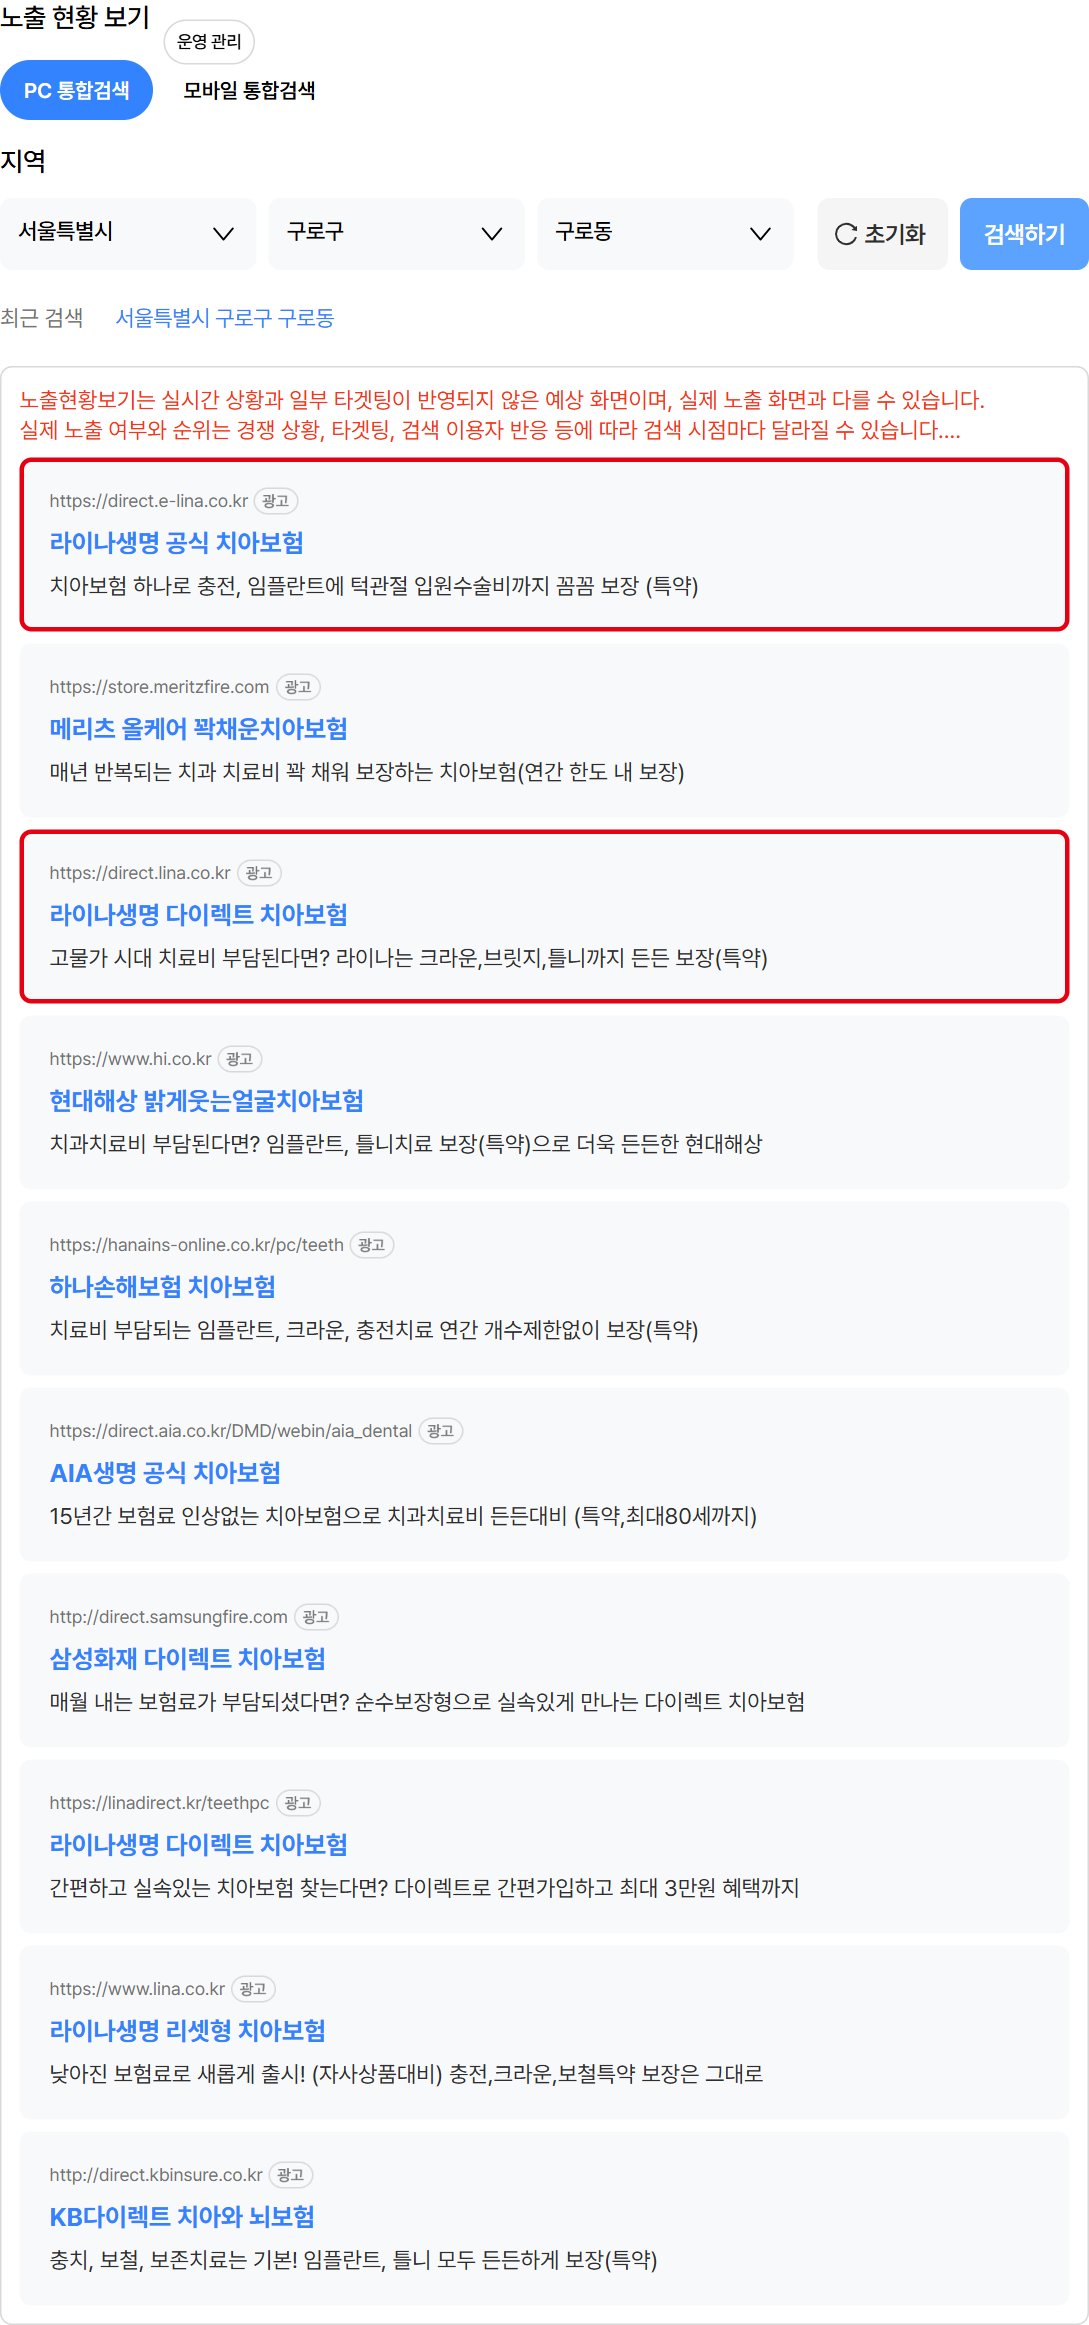 노출 현황 보기
운영 관리
PC 통합검색 모바일 통합검색
지역
서울특별시 구로구 구로동 초기화 검색하기
최근 검색 서울특별시 구로구 구로동
노출현황보기는 실시간 상황과 일부 타겟팅이 반영되지 않은 예상 화면이며, 실제 노출 화면과 다를 수 있습니다.
실제 노출 여부와 순위는 경쟁 상황, 타겟팅, 검색 이용자 반응 등에 따라 검색 시점마다 달라질 수 있습니다....
https://direct.e-lina.co.kr 광고
라이나생명 공식 치아보험
치아보험 하나로 충전, 임플란트에 턱관절 입원수술비까지 꼼꼼 보장 (특약)
https://store.meritzfire.com 광고
메리츠 올케어 꽉채운치아보험
매년 반복되는 치과 치료비 꽉 채워 보장하는 치아보험(연간 한도 내 보장)
https://direct.lina.co.kr 광고
라이나생명 다이렉트 치아보험
고물가 시대 치료비 부담된다면? 라이나는 크라운,브릿지,틀니까지 든든 보장(특약)
https://www.hi.co.kr 광고
현대해상 밝게웃는얼굴치아보험
치과치료비 부담된다면? 임플란트, 틀니치료 보장(특약)으로 더욱 든든한 현대해상
https://hanains-online.co.kr/pc/teeth 광고
하나손해보험 치아보험
치료비 부담되는 임플란트, 크라운, 충전치료 연간 개수제한없이 보장(특약)
https://direct.aia.co.kr/DMD/webin/aia_dental 광고
AIA생명 공식 치아보험
15년간 보험료 인상없는 치아보험으로 치과치료비 든든대비 (특약,최대80세까지)
http://direct.samsungfire.com 광고
삼성화재 다이렉트 치아보험
매월 내는 보험료가 부담되셨다면? 순수보장형으로 실속있게 만나는 다이렉트 치아보험
https://linadirect.kr/teethpc 광고
라이나생명 다이렉트 치아보험
간편하고 실속있는 치아보험 찾는다면? 다이렉트로 간편가입하고 최대 3만원 혜택까지
https://www.lina.co.kr 광고
라이나생명 리셋형 치아보험
낮아진 보험료로 새롭게 출시! (자사상품대비) 충전,크라운,보철특약 보장은 그대로
http://direct.kbinsure.co.kr 광고
KB다이렉트 치아와 뇌보험
충치, 보철, 보존치료는 기본! 임플란트, 틀니 모두 든든하게 보장(특약)